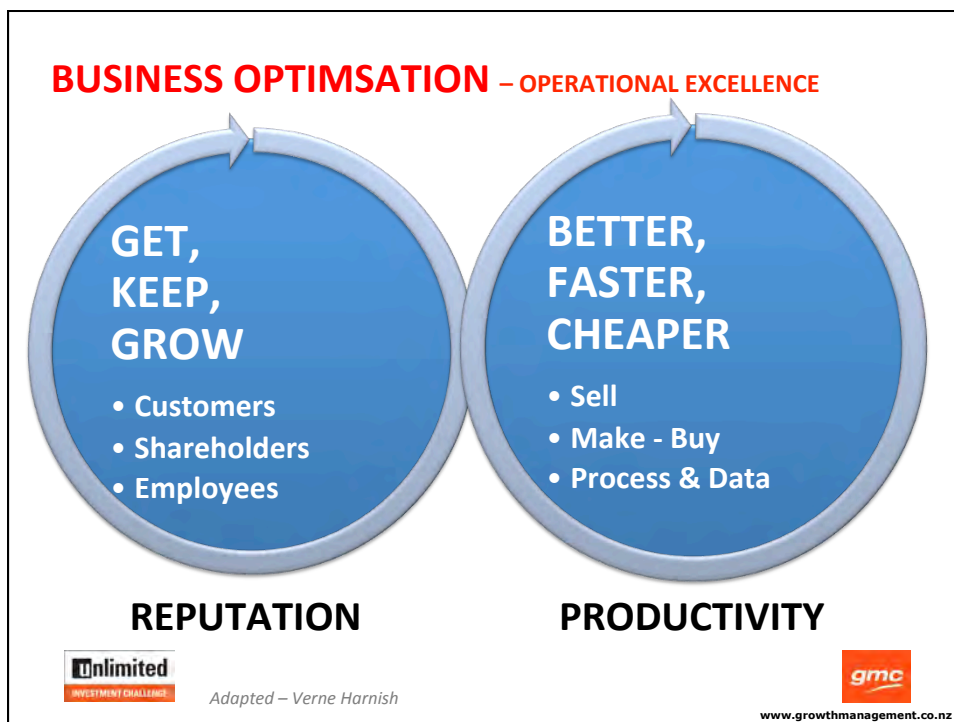 BUSINESS OPTIMSATION – OPERATIONAL EXCELLENCE
GET,
KEEP,
GROW
• Customers
• Shareholders
• Employees
BETTER,
FASTER,
CHEAPER
• Sell
• Make - Buy
• Process & Data
REPUTATION
PRODUCTIVITY
unlimited
INVESTMENT CHALLENGE
Adapted – Verne Harnish
gmc
www.growthmanagement.co.nz